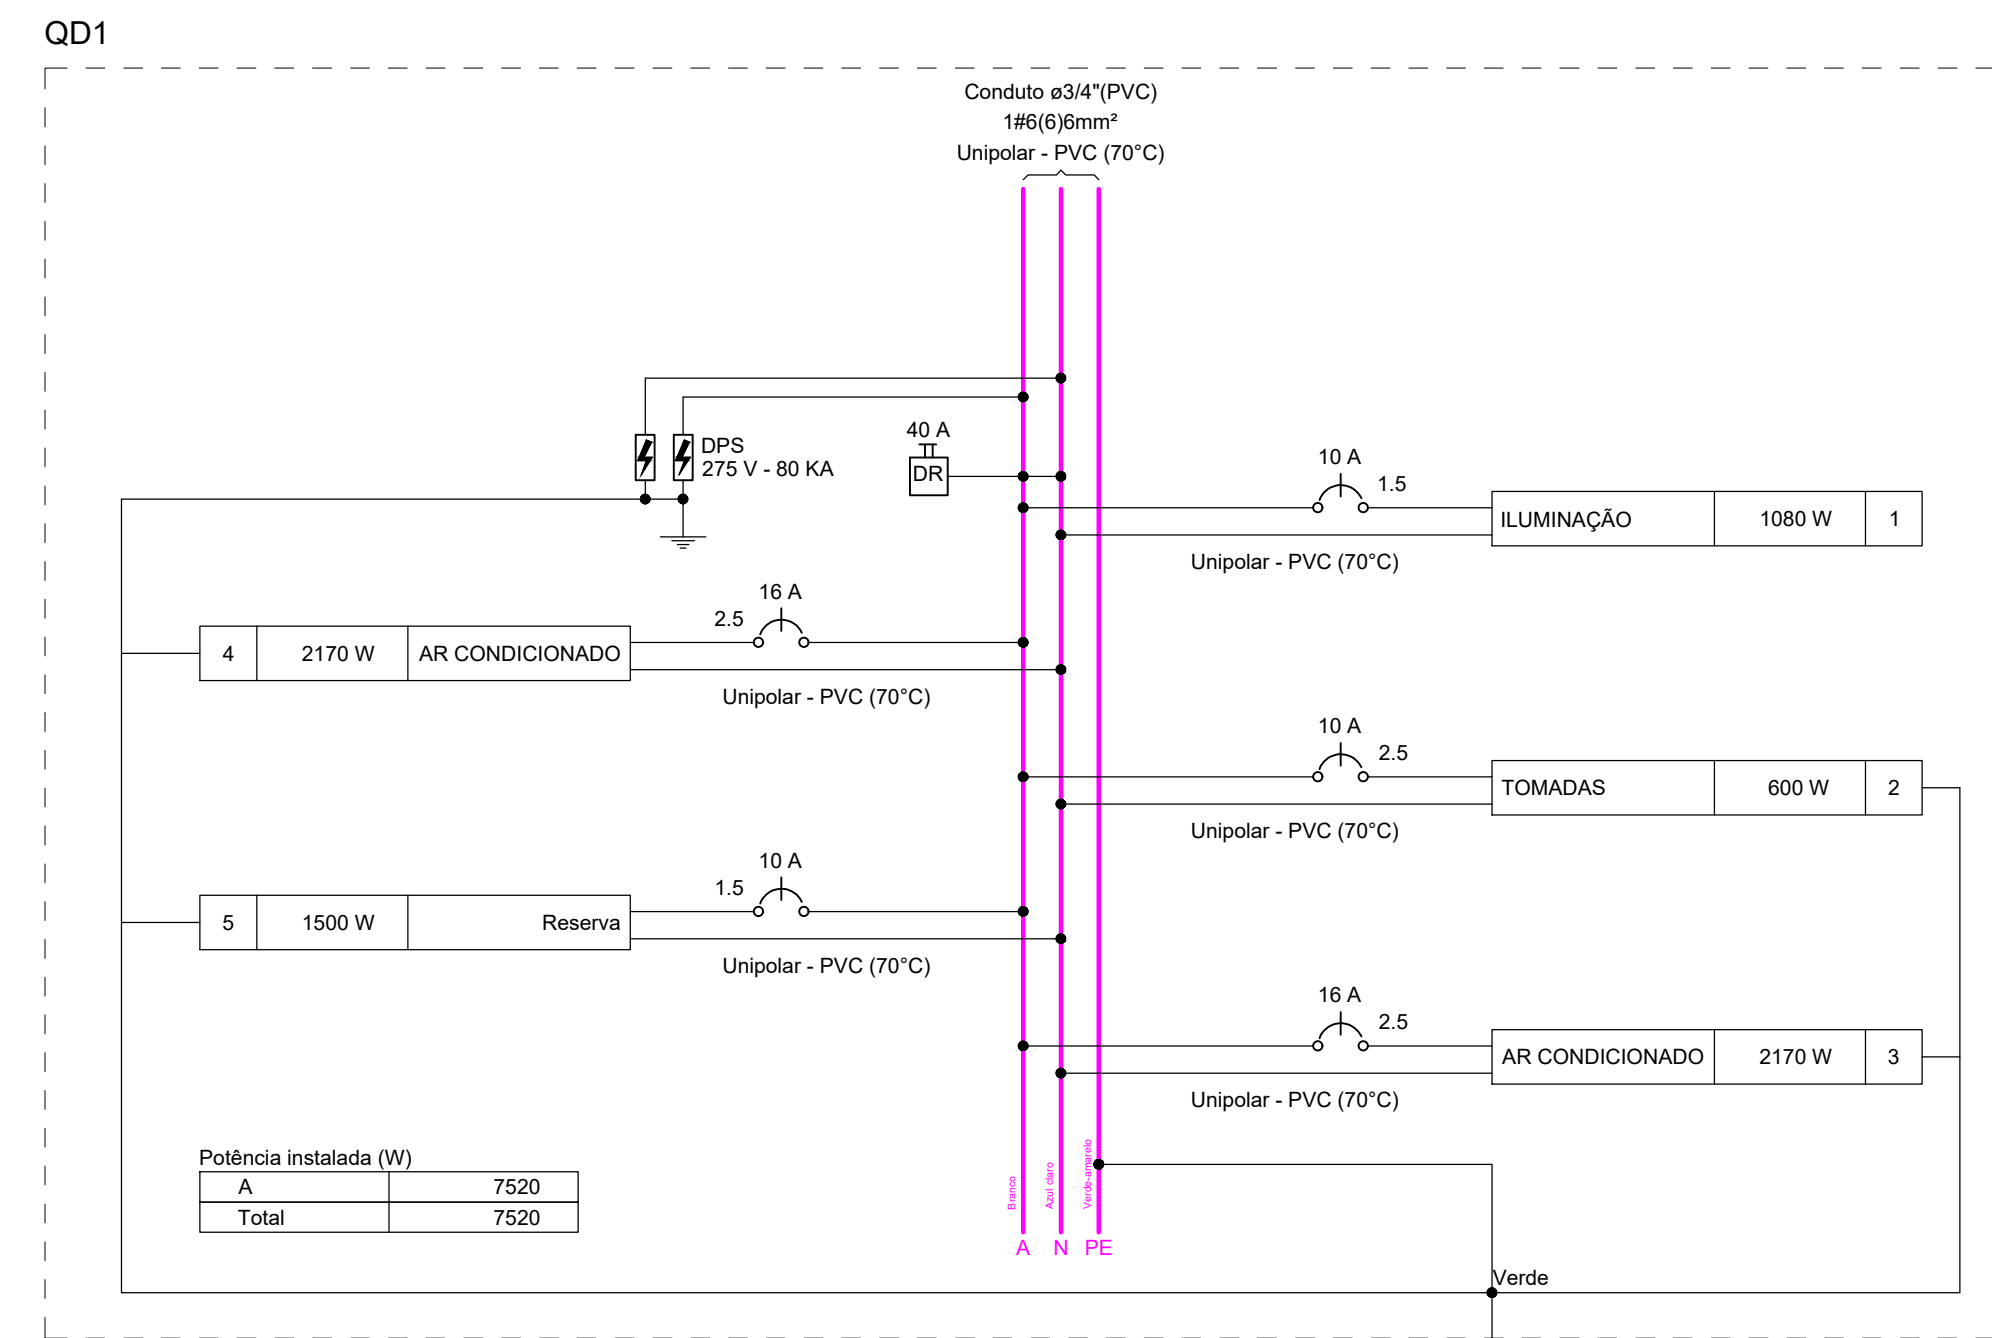 QD1
Conduto ø3/4"(PVC)
1#6(6)6mm²
Unipolar - PVC (70°C)
DPS
275 V - 80 KA
40 A
DR
10 A
1.5
ILUMINAÇÃO 1080 W 1
Unipolar - PVC (70°C)
16 A
2.5
4 2170 W AR CONDICIONADO
Unipolar - PVC (70°C)
10 A
2.5
TOMADAS 600 W 2
Unipolar - PVC (70°C)
10 A
1.5
5 1500 W Reserva
Unipolar - PVC (70°C)
16 A
2.5
AR CONDICIONADO 2170 W 3
Unipolar - PVC (70°C)
Potência instalada (W)
A 7520
Total 7520
Branco
Azul claro
Verde-amarelo
A N PE
Verde